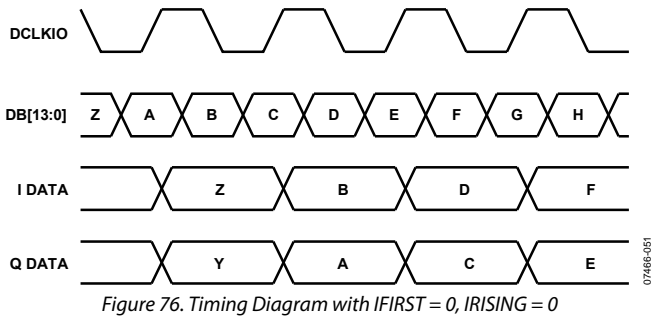 DCLKIO
DB[13:0] Z A B C D E F G H
I DATA Z B D F
Q DATA Y A C E
07466-051
Figure 76. Timing Diagram with IFIRST = 0, IRISING = 0